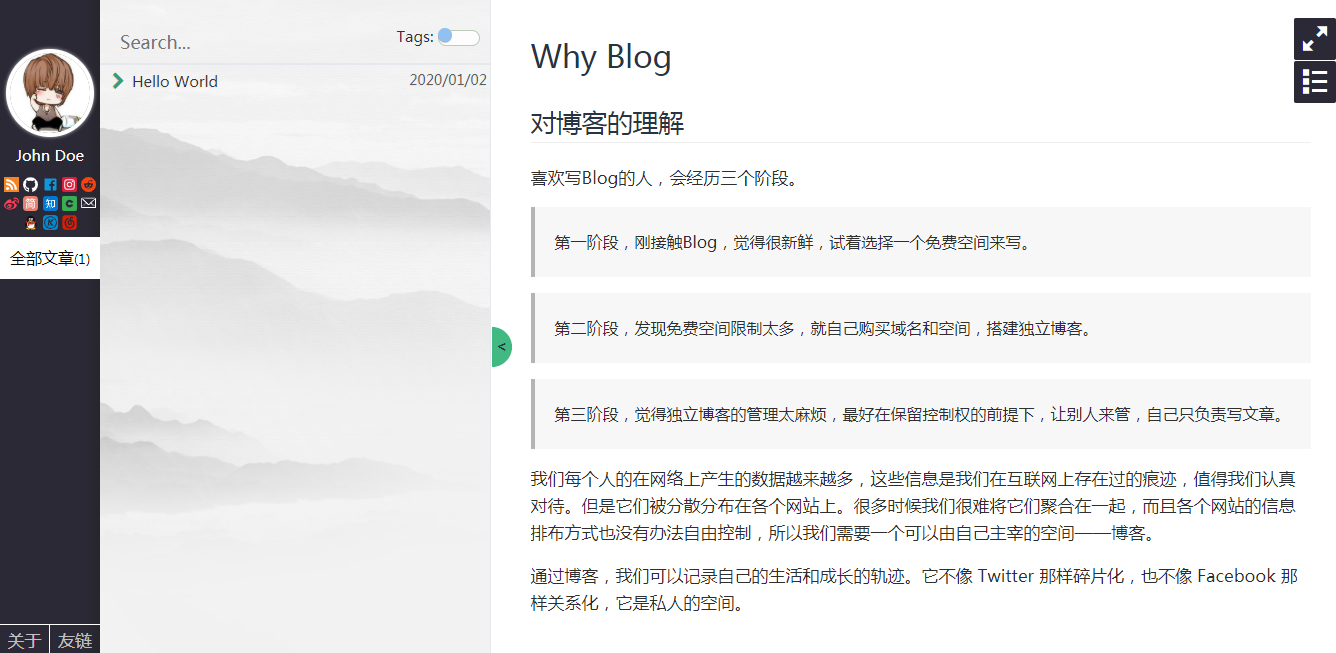 John Doe
简 知 C
全部文章(1)
关于 友链
Search...
Tags:
Hello World 2020/01/02
<
Why Blog
对博客的理解
喜欢写Blog的人，会经历三个阶段。
第一阶段，刚接触Blog，觉得很新鲜，试着选择一个免费空间来写。
第二阶段，发现免费空间限制太多，就自己购买域名和空间，搭建独立博客。
第三阶段，觉得独立博客的管理太麻烦，最好在保留控制权的前提下，让别人来管，自己只负责写文章。
我们每个人的在网络上产生的数据越来越多，这些信息是我们在互联网上存在过的痕迹，值得我们认真
对待。但是它们被分散分布在各个网站上。很多时候我们很难将它们聚合在一起，而且各个网站的信息
排布方式也没有办法自由控制，所以我们需要一个可以由自己主宰的空间——博客。
通过博客，我们可以记录自己的生活和成长的轨迹。它不像 Twitter 那样碎片化，也不像 Facebook 那
样关系化，它是私人的空间。